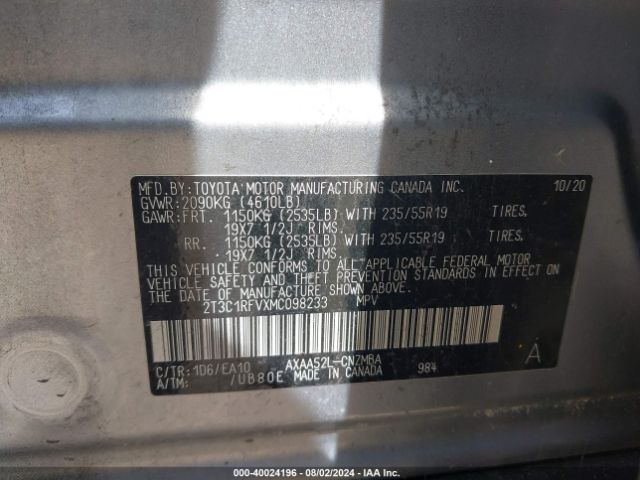 MFD.BY:TOYOTA MOTOR MANUFACTURING CANADA INC. 10/20
GVWR:2090KG (4610LB)
GAWR:FRT. 1150KG (2535LB) WITH 235/55R19 TIRES.
19X7 1/2J RIMS.
RR. 1150KG (2535LB) WITH 235/55R19 TIRES.
19X7 1/2J RIMS.
THIS VEHICLE CONFORMS TO ALL APPLICABLE FEDERAL MOTOR
VEHICLE SAFETY AND THEFT PREVENTION STANDARDS IN EFFECT ON
THE DATE OF MANUFACTURE SHOWN ABOVE.
2T3C1RFVXMC098233 MPV
C/TR:1D6/EA10 AXAA52L-CNZMBA 984 A
A/TM: /UB80E MADE IN CANADA
000-40024196 - 08/02/2024 - IAA Inc.